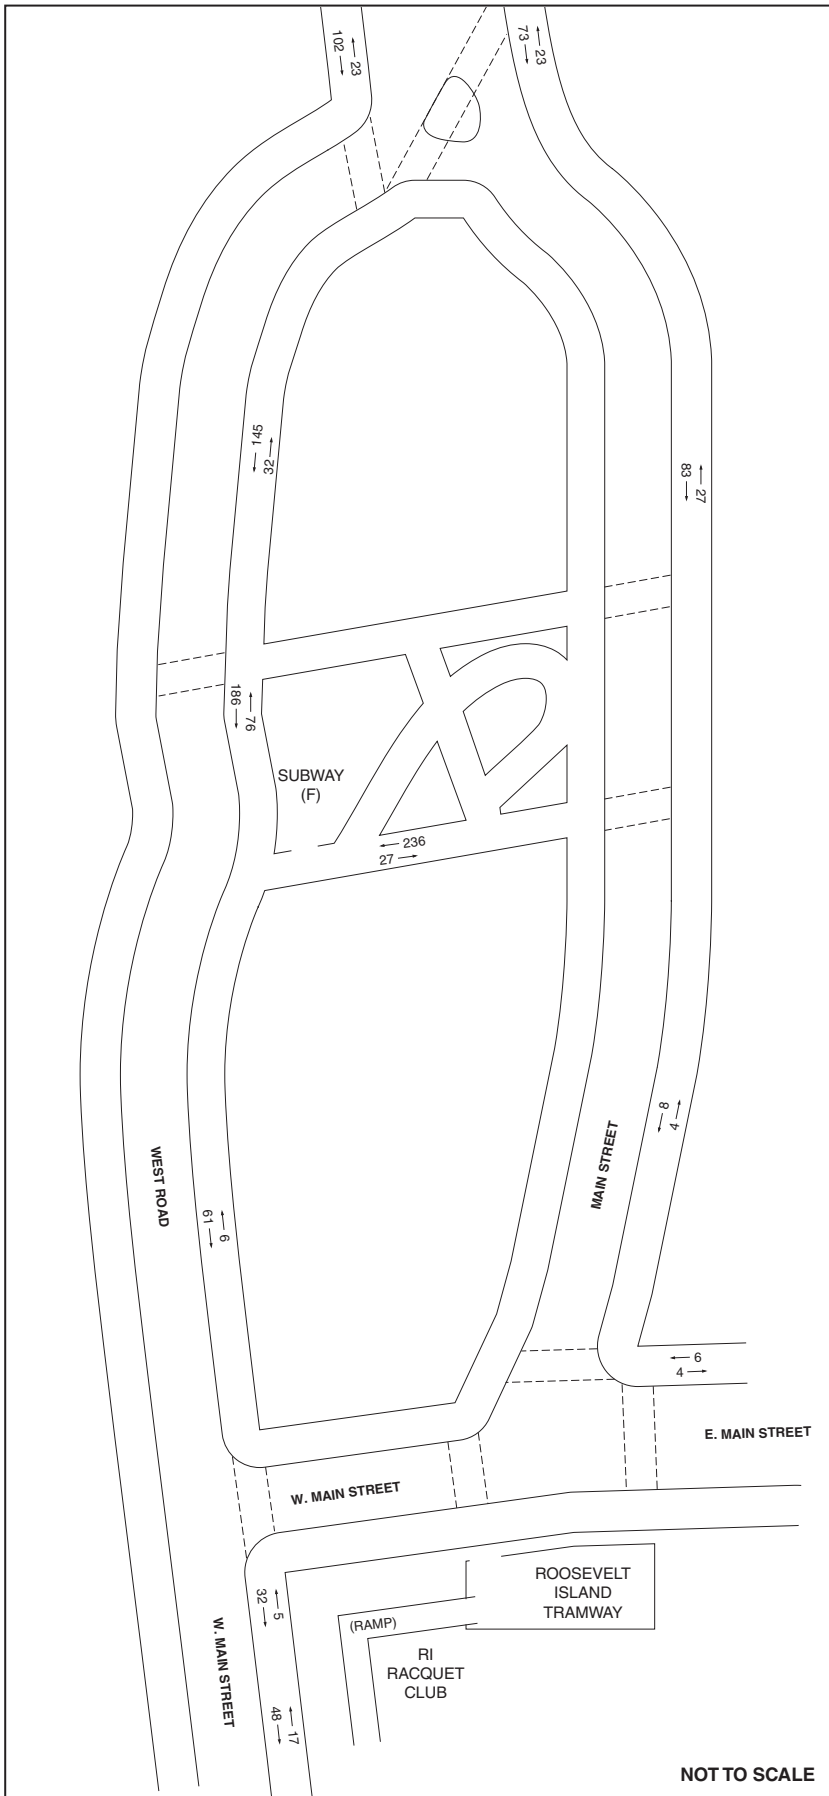 102
23
73
23
145
32
83
27
186
76
SUBWAY
(F)
236
27
8
4
WEST ROAD
MAIN STREET
61
6
6
4
E. MAIN STREET
W. MAIN STREET
ROOSEVELT
ISLAND
TRAMWAY
32
5
(RAMP)
RI
RACQUET
CLUB
W. MAIN STREET
48
17
NOT TO SCALE